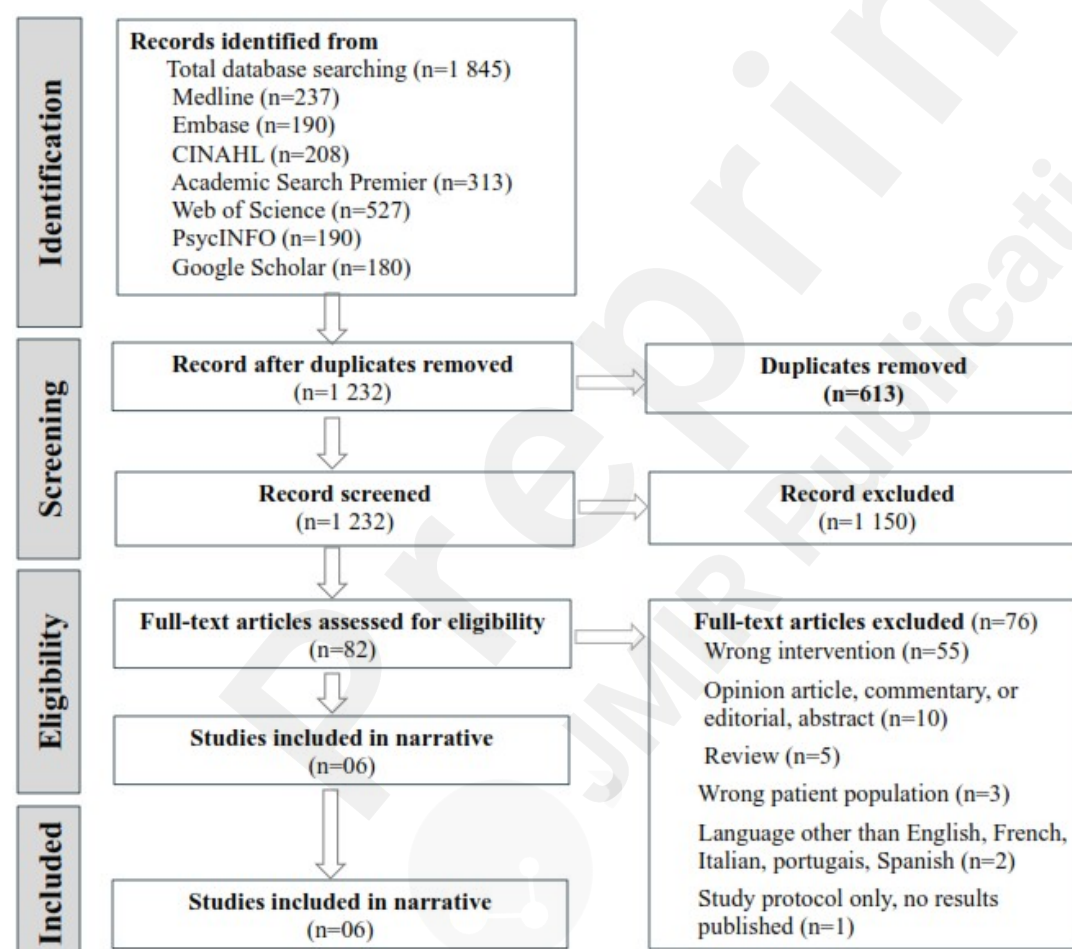 Identification
Records identified from
Total database searching (n=1 845)
Medline (n=237)
Embase (n=190)
CINAHL (n=208)
Academic Search Premier (n=313)
Web of Science (n=527)
PsycINFO (n=190)
Google Scholar (n=180)
Screening
Record after duplicates removed
(n=1 232)
Duplicates removed
(n=613)
Record screened
(n=1 232)
Record excluded
(n=1 150)
Eligibility
Full-text articles assessed for eligibility
(n=82)
Full-text articles excluded (n=76)
Wrong intervention (n=55)
Opinion article, commentary, or
editorial, abstract (n=10)
Review (n=5)
Wrong patient population (n=3)
Language other than English, French,
Italian, portugais, Spanish (n=2)
Study protocol only, no results
published (n=1)
Studies included in narrative
(n=06)
Included
Studies included in narrative
(n=06)
Preprin
JMIR Publicati